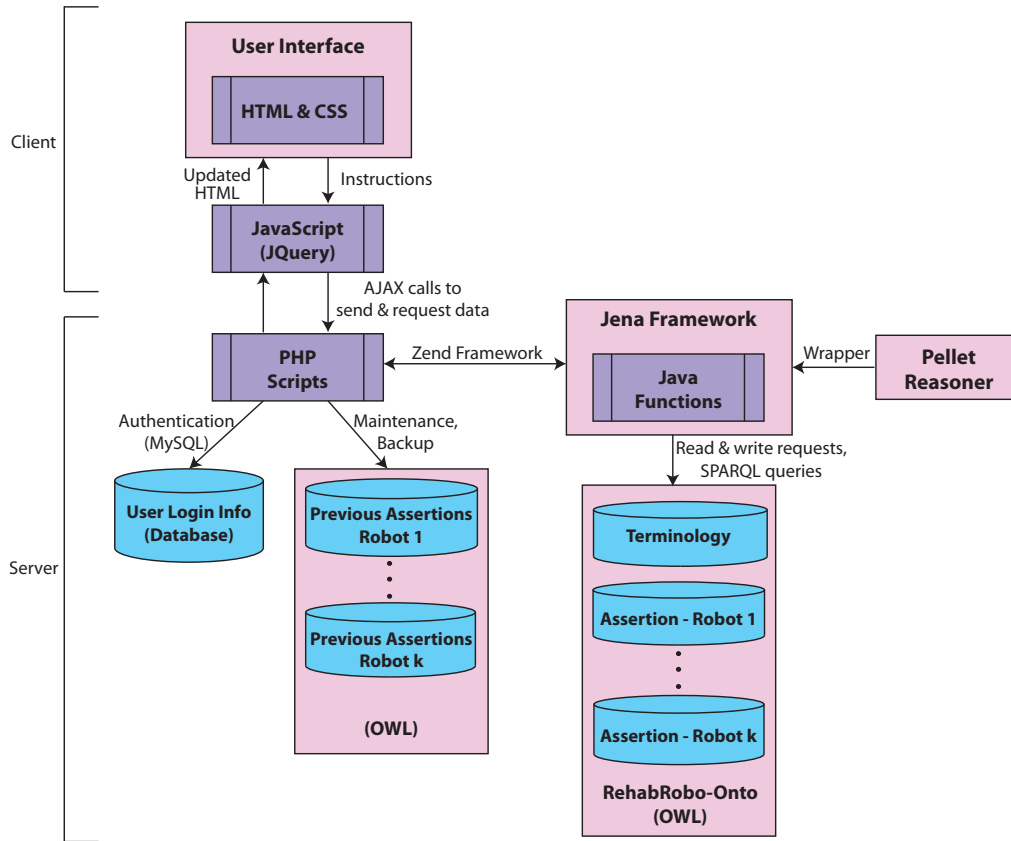 User Interface
HTML & CSS
Client
Updated
HTML
Instructions
JavaScript
(JQuery)
AJAX calls to
send & request data
Jena Framework
PHP
Scripts
Zend Framework
Java
Functions
Wrapper
Pellet
Reasoner
Authentication
(MySQL)
Maintenance,
Backup
Read & write requests,
SPARQL queries
User Login Info
(Database)
Previous Assertions
Robot 1
Previous Assertions
Robot k
(OWL)
Server
Terminology
Assertion - Robot 1
Assertion - Robot k
RehabRobo-Onto
(OWL)